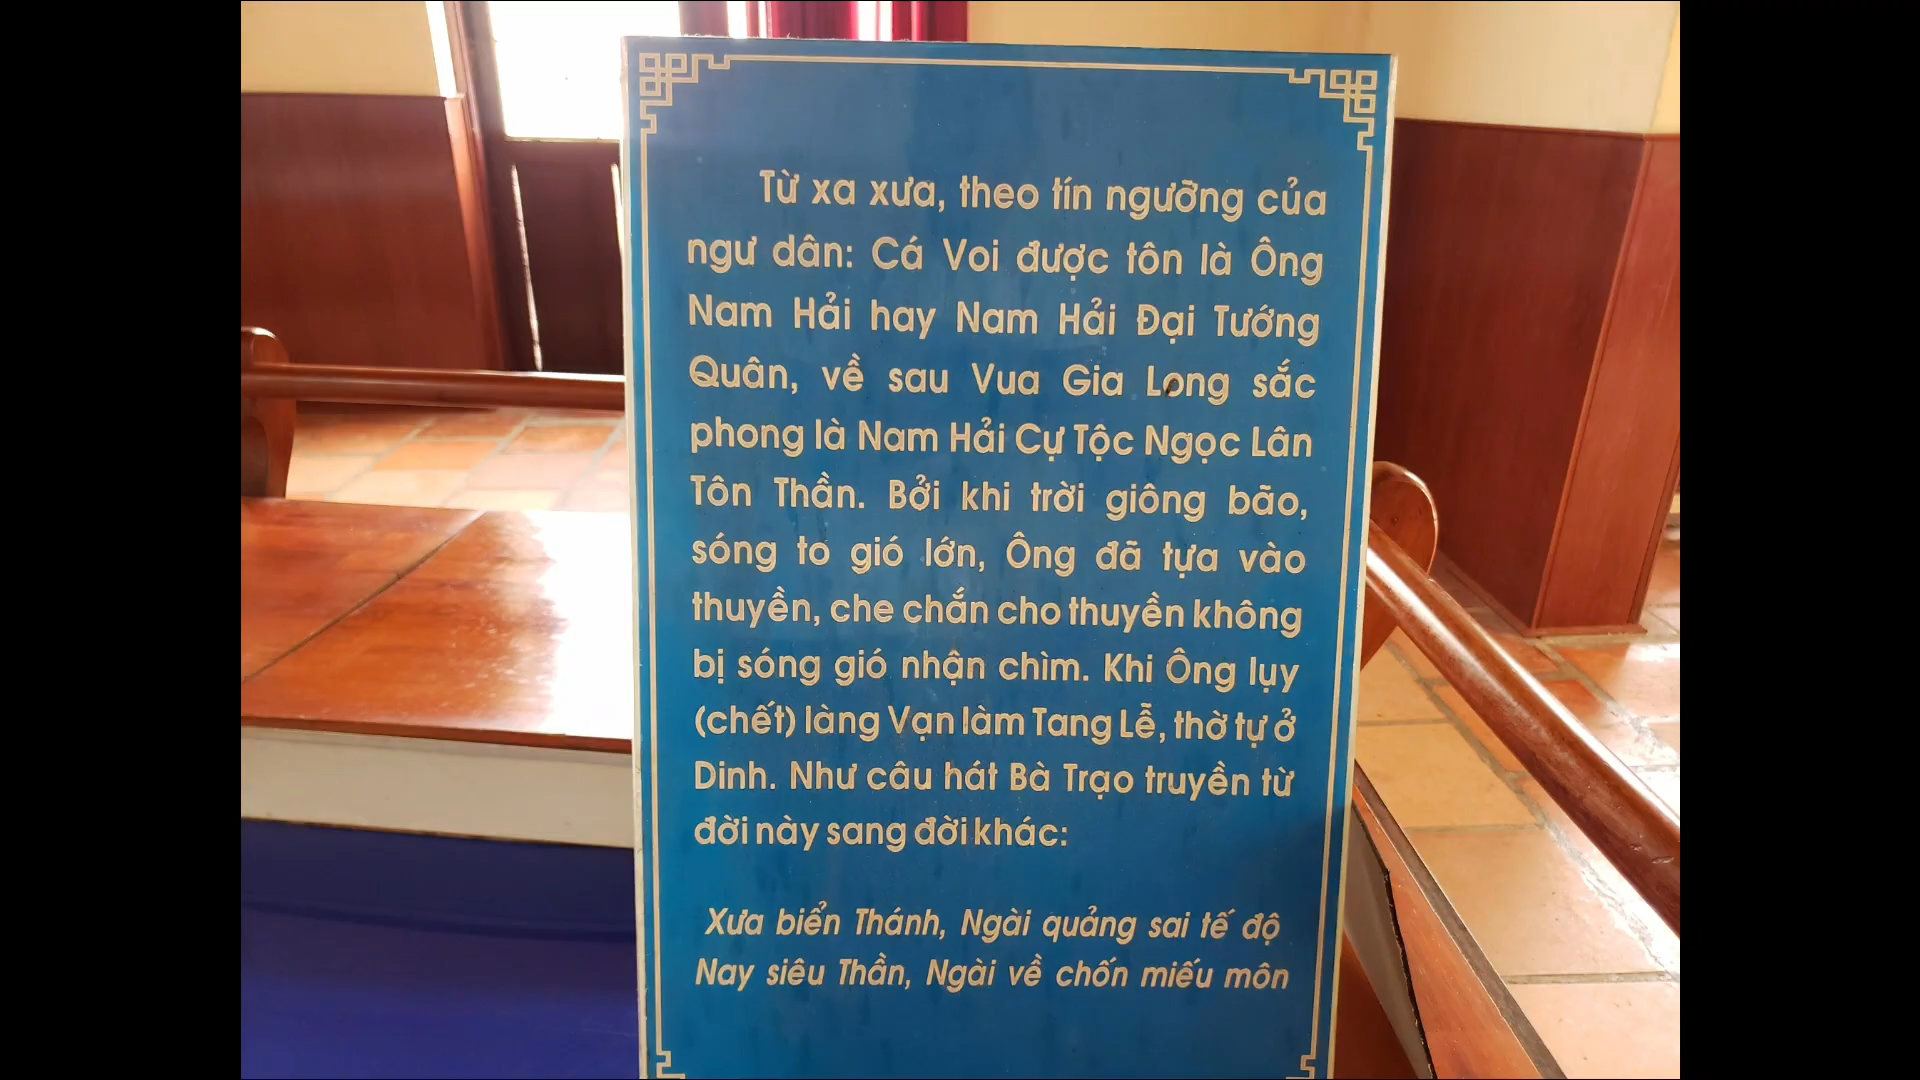 Từ xa xưa, theo tín ngưỡng của
ngư dân: Cá Voi được tôn là Ông
Nam Hải hay Nam Hải Đại Tướng
Quân, về sau Vua Gia Long sắc
phong là Nam Hải Cự Tộc Ngọc Lân
Tôn Thần. Bởi khi trời giông bão,
sóng to gió lớn, Ông đã tựa vào
thuyền, che chắn cho thuyền không
bị sóng gió nhận chìm. Khi Ông lụy
(chết) làng Vạn làm Tang Lễ, thờ tự ở
Dinh. Như câu hát Bà Trạo truyền từ
đời này sang đời khác:
Xưa biển Thánh, Ngài quảng sai tế độ
Nay siêu Thần, Ngài về chốn miếu môn